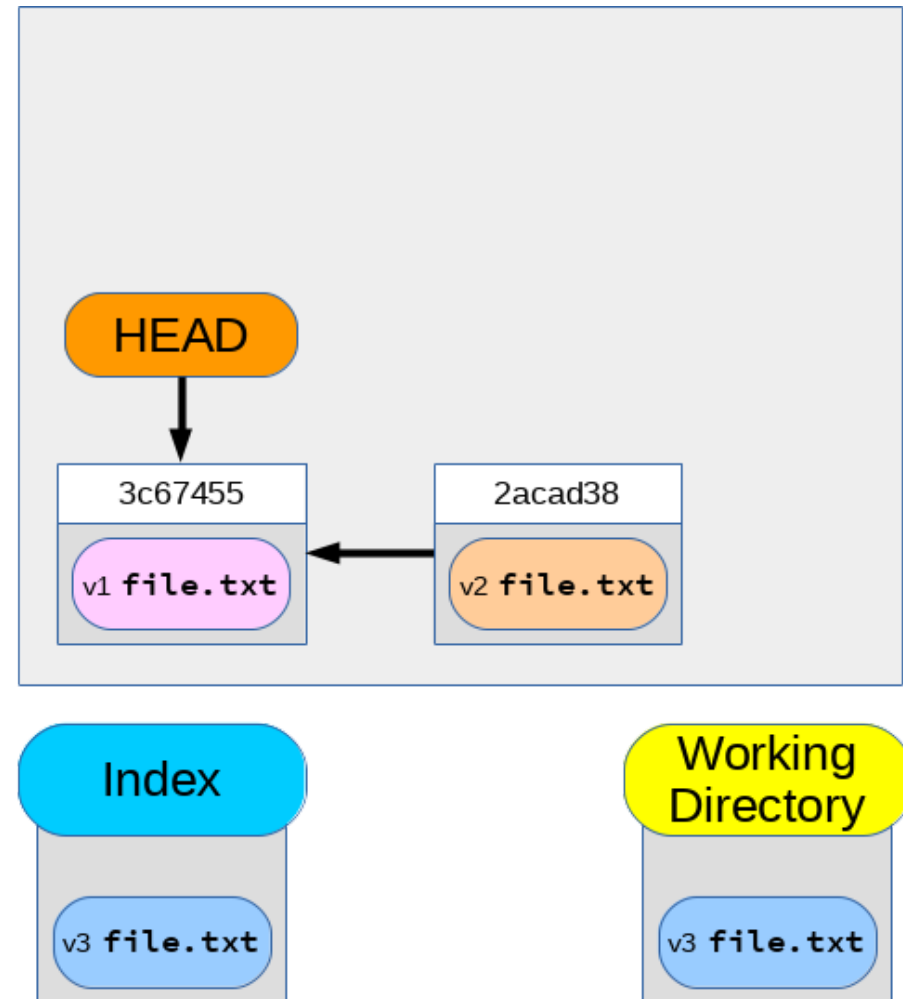 HEAD
3c67455 2acad38
v1 file.txt v2 file.txt
Index Working
Directory
v3 file.txt v3 file.txt